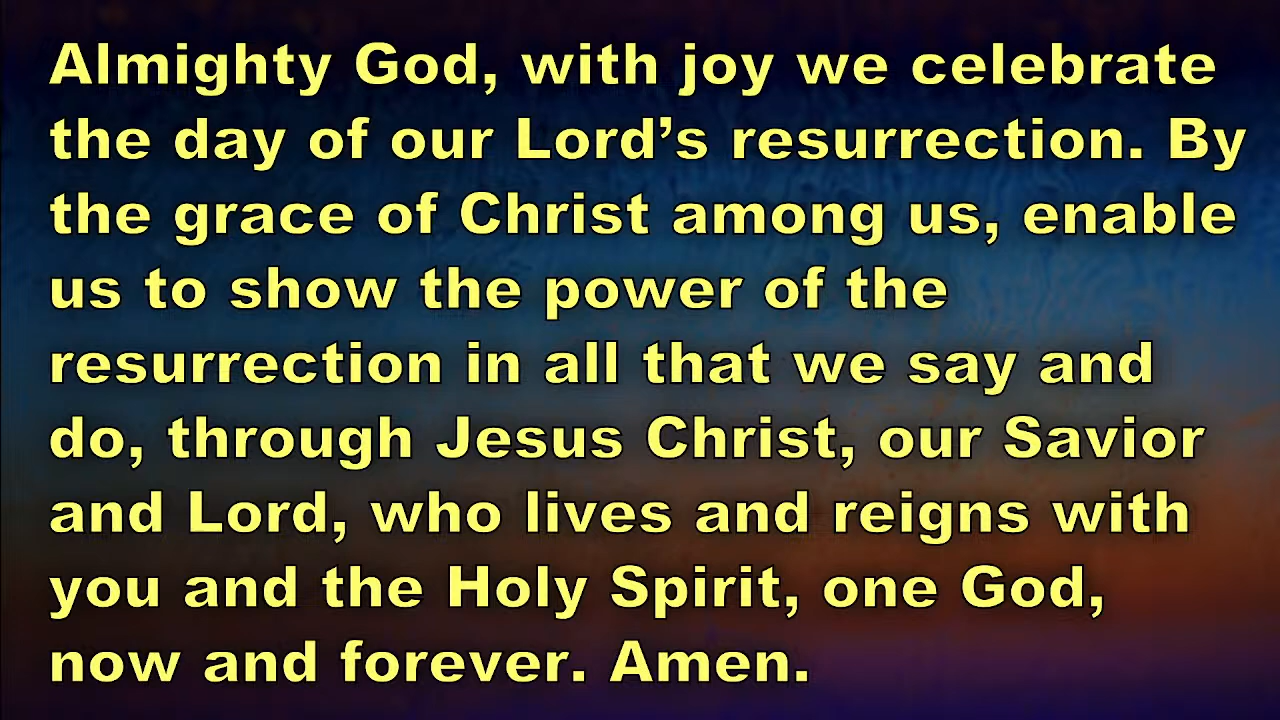 Almighty God, with joy we celebrate
the day of our Lord’s resurrection. By
the grace of Christ among us, enable
us to show the power of the
resurrection in all that we say and
do, through Jesus Christ, our Savior
and Lord, who lives and reigns with
you and the Holy Spirit, one God,
now and forever. Amen.